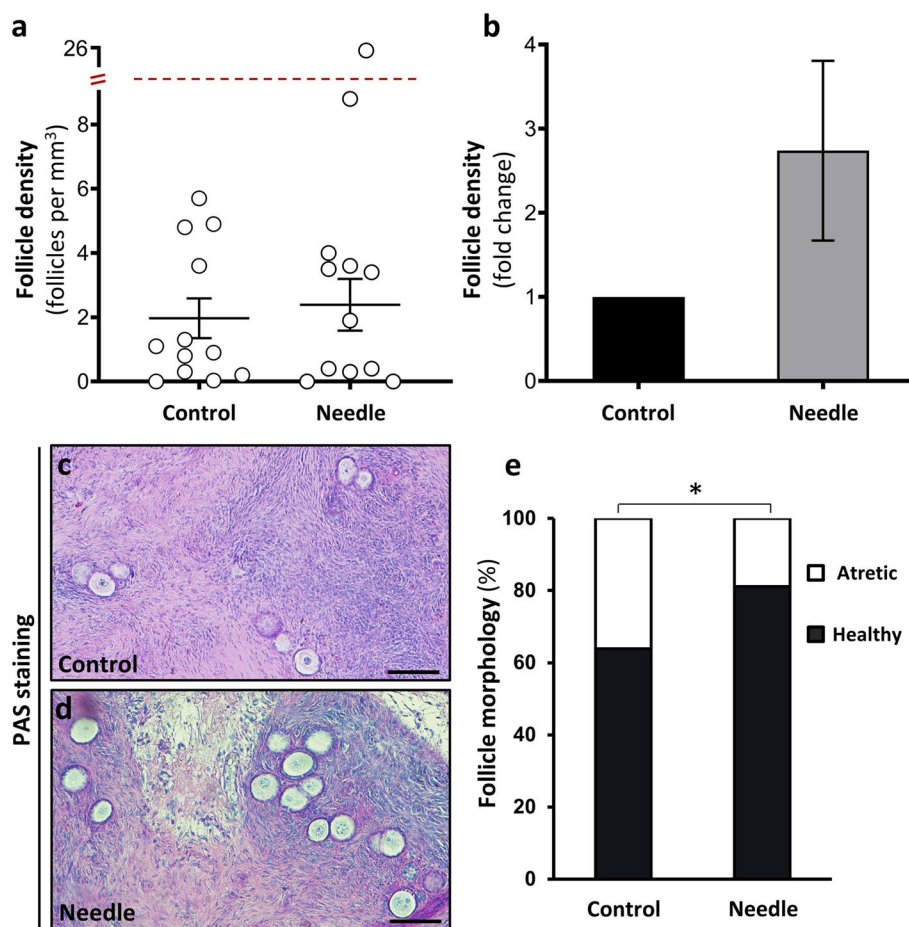 a
Follicle density
(follicles per mm³)
26
8
6
4
2
0
Control
Needle
b
Follicle density
(fold change)
4
3
2
1
0
Control
Needle
PAS staining
c
Control
d
Needle
e
Follicle morphology (%)
100
80
60
40
20
0
*
Atretic
Healthy
Control
Needle